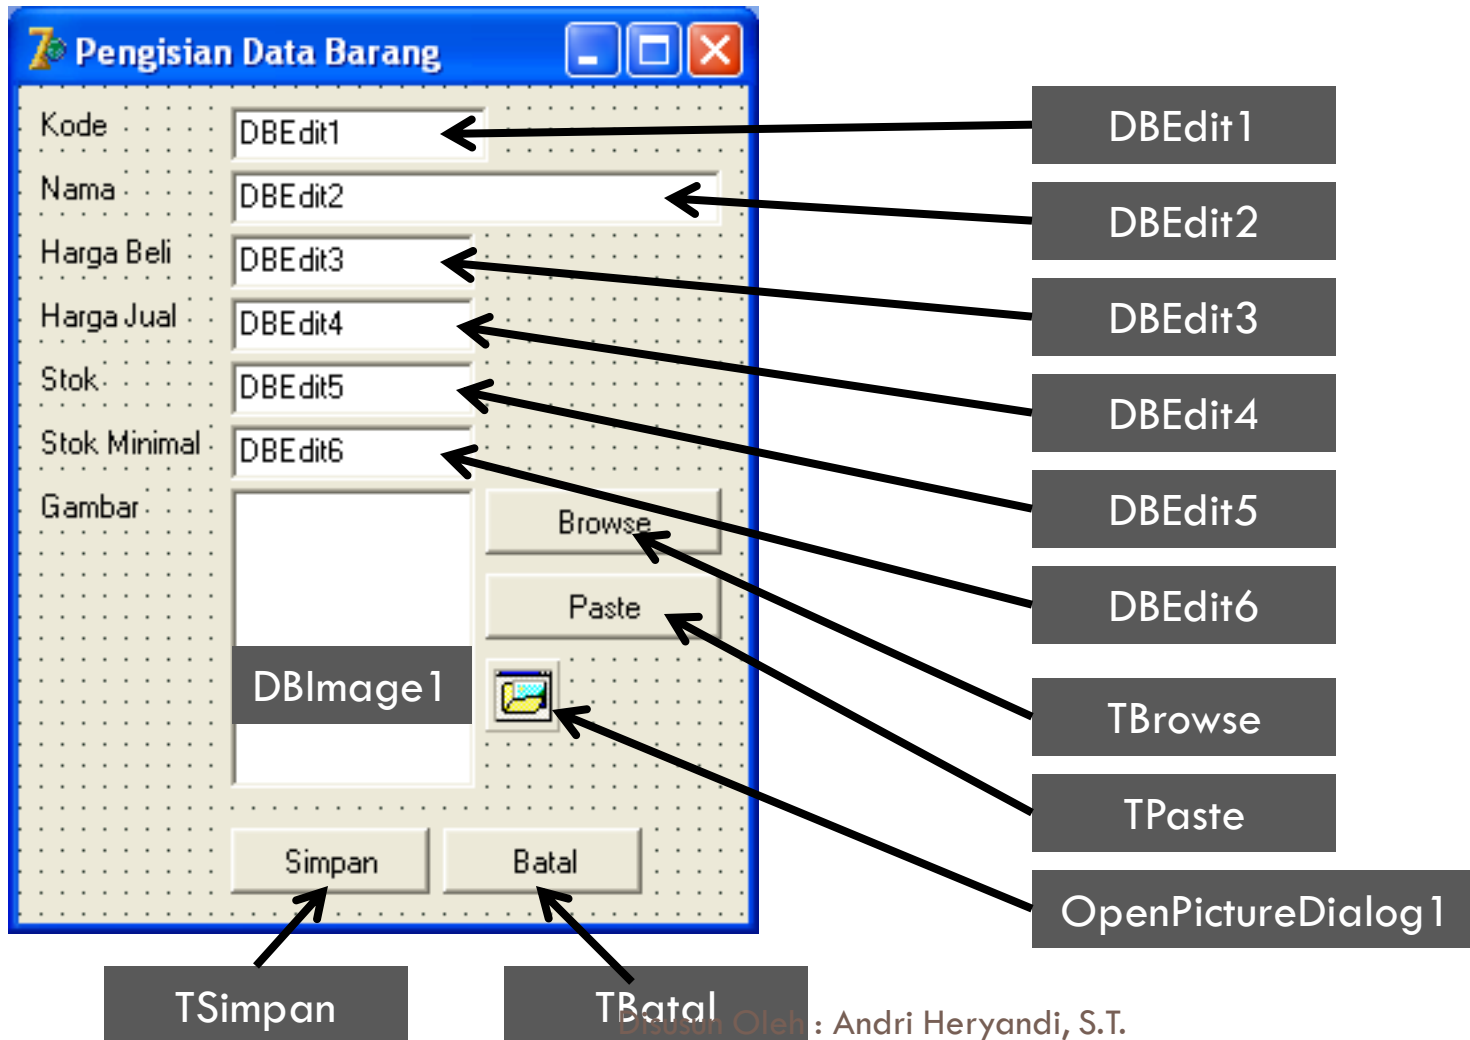 Pengisian Data Barang
Kode DBEdit1
Nama DBEdit2
Harga Beli DBEdit3
Harga Jual DBEdit4
Stok DBEdit5
Stok Minimal DBEdit6
Gambar
Browse
Paste
DBImage1
Simpan Batal
DBEdit1
DBEdit2
DBEdit3
DBEdit4
DBEdit5
DBEdit6
TBrowse
TPaste
OpenPictureDialog1
TSimpan
TBatal
Disusun Oleh : Andri Heryandi, S.T.